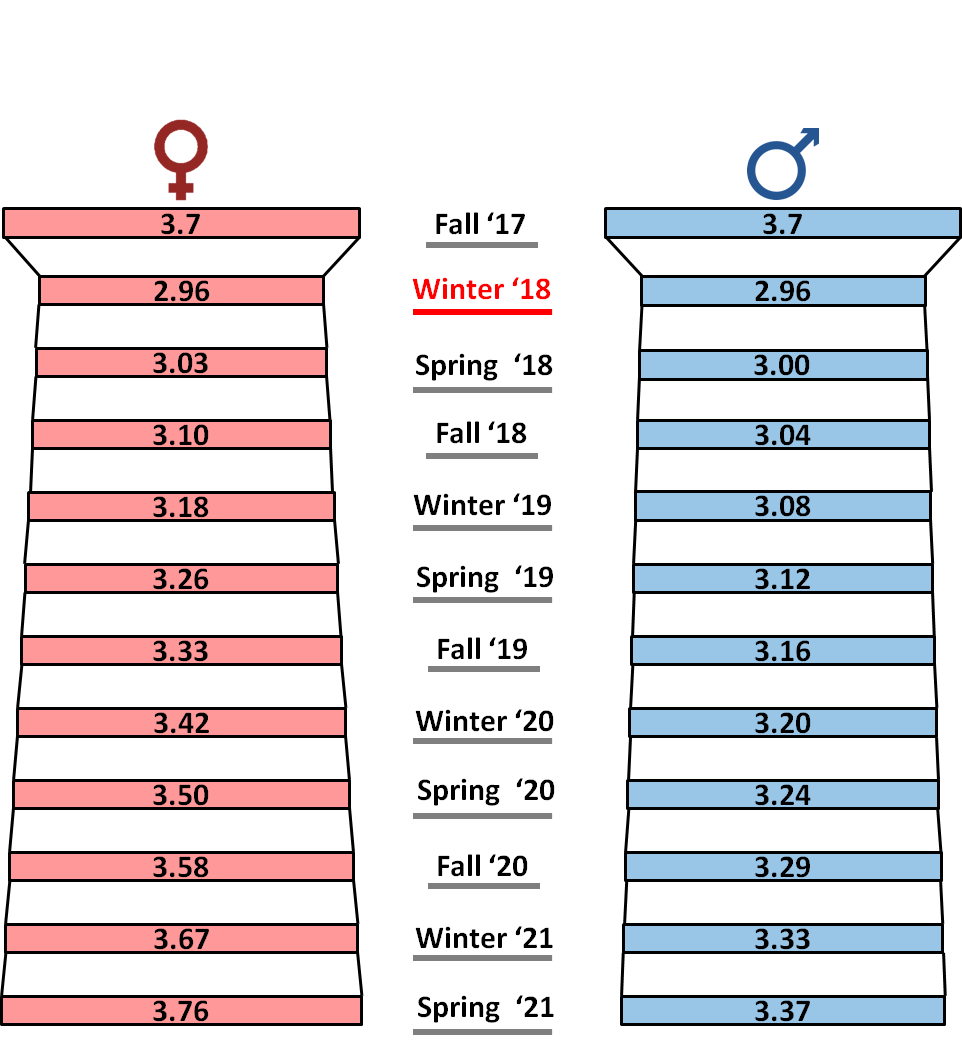 3.7 Fall ‘17 3.7
2.96 Winter ‘18 2.96
3.03 Spring ‘18 3.00
3.10 Fall ‘18 3.04
3.18 Winter ‘19 3.08
3.26 Spring ‘19 3.12
3.33 Fall ‘19 3.16
3.42 Winter ‘20 3.20
3.50 Spring ‘20 3.24
3.58 Fall ‘20 3.29
3.67 Winter ‘21 3.33
3.76 Spring ‘21 3.37